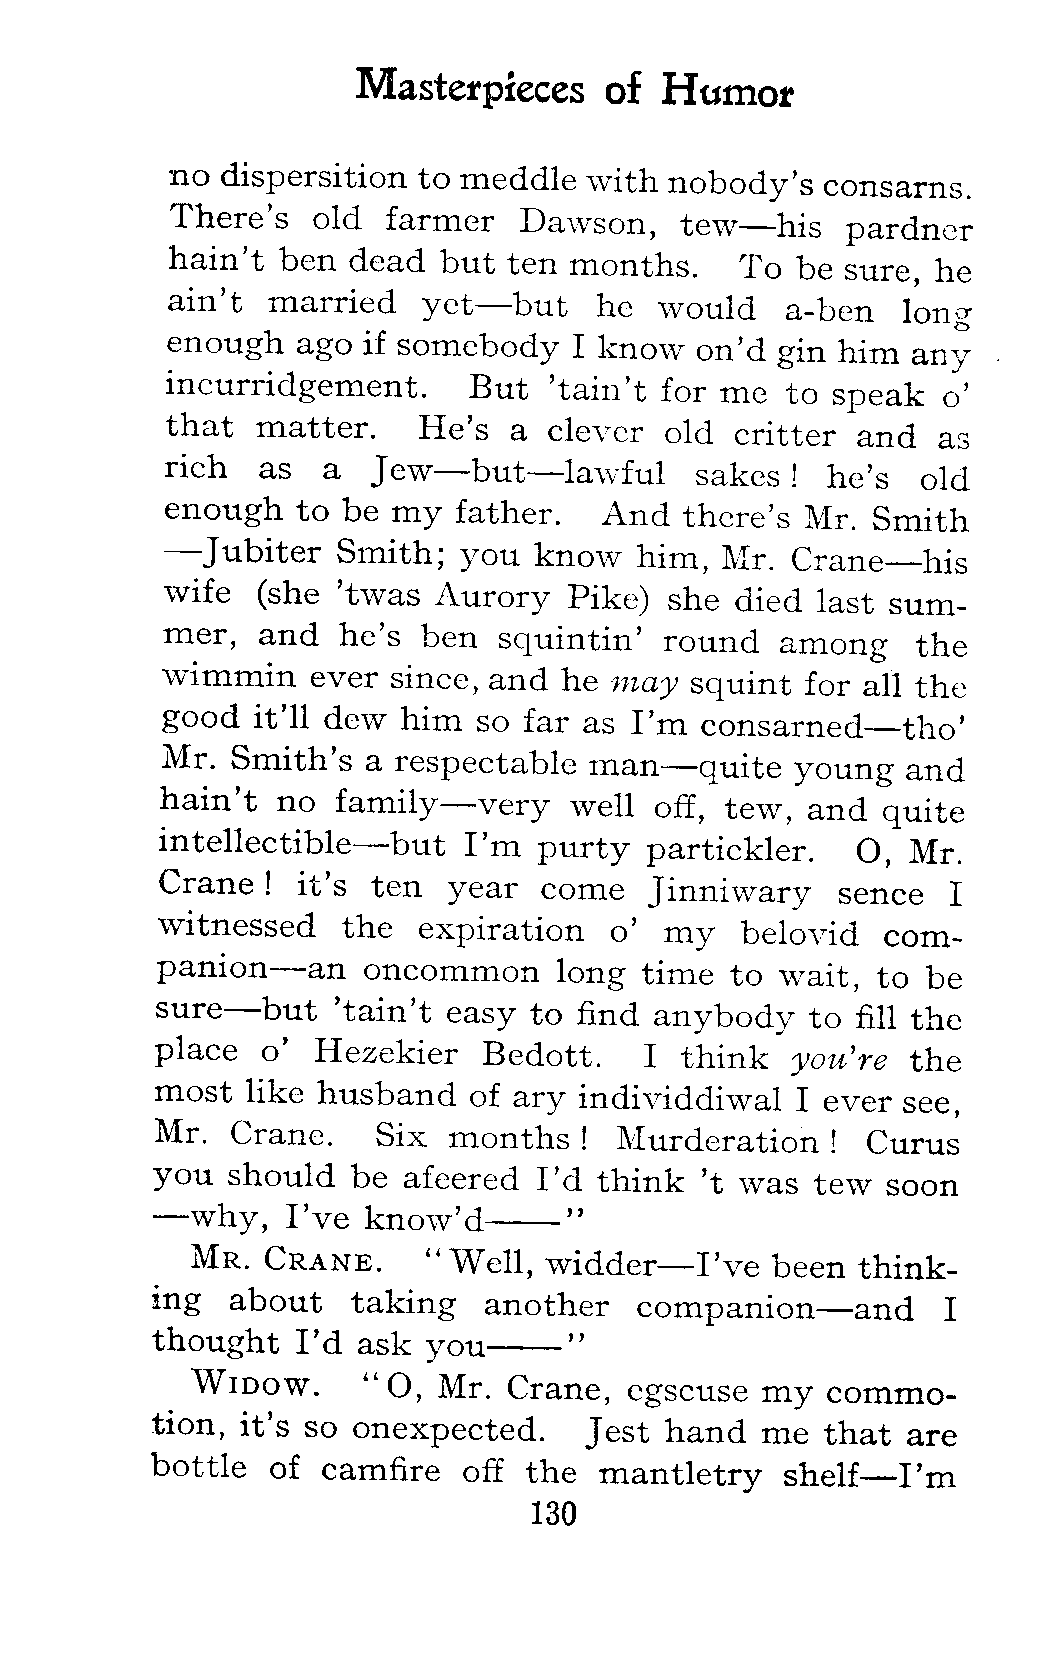 Masterpieces of Humor
no dispersition to meddle with nobody's consarns.
There's old farmer Dawson, tew—his pardner
hain't ben dead but ten months. To be sure, he
ain't married yet—but he would a-ben long
enough ago if somebody I know on'd gin him any
incurridgement. But 'tain't for me to speak o'
that matter. He's a clever old critter and as
rich as a Jew—but—lawful sakes! he's old
enough to be my father. And there's Mr. Smith
—Jubiter Smith; you know him, Mr. Crane—his
wife (she 'twas Aurory Pike) she died last sum-
mer, and he's ben squintin' round among the
wimmin ever since, and he may squint for all the
good it'll dew him so far as I'm consarned—tho'
Mr. Smith's a respectable man—quite young and
hain't no family—very well off, tew, and quite
intellectible—but I'm purty partickler. O, Mr.
Crane! it's ten year come Jinniwary sence I
witnessed the expiration o' my belovid com-
panion—an oncommon long time to wait, to be
sure—but 'tain't easy to find anybody to fill the
place o' Hezekier Bedott. I think you're the
most like husband of ary individdiwal I ever see,
Mr. Crane. Six months! Murderation! Curus
you should be afeered I'd think 't was tew soon
—why, I've know'd——"
MR. CRANE. "Well, widder—I've been think-
ing about taking another companion—and I
thought I'd ask you——"
WIDOW. "O, Mr. Crane, egscuse my commo-
tion, it's so onexpected. Jest hand me that are
bottle of camfire off the mantletry shelf—I'm
130